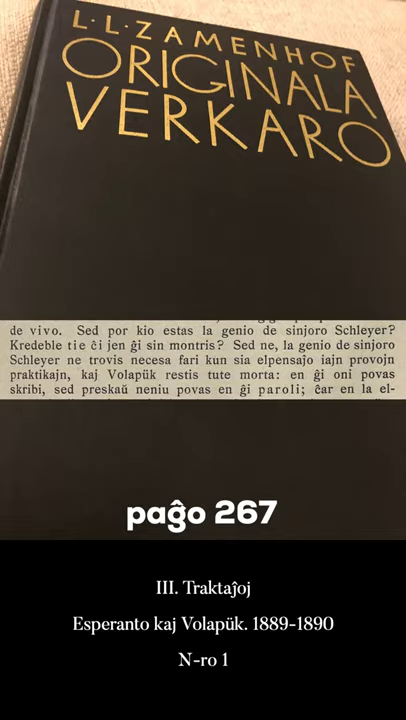 L. L. ZAMENHOF
ORIGINALA
VERKARO
de vivo. Sed por kio estas la genio de sinjoro Schleyer?
Kredeble tie ĉi jen ĝi sin montris? Sed ne, la genio de sinjoro
Schleyer ne trovis necesa fari kun sia elpensaĵo iajn provojn
praktikajn, kaj Volapük restis tute morta: en ĝi oni povas
skribi, sed preskaŭ neniu povas en ĝi paroli; ĉar en la el-
paĝo 267
III. Traktaĵoj
Esperanto kaj Volapük. 1889-1890
N-ro 1